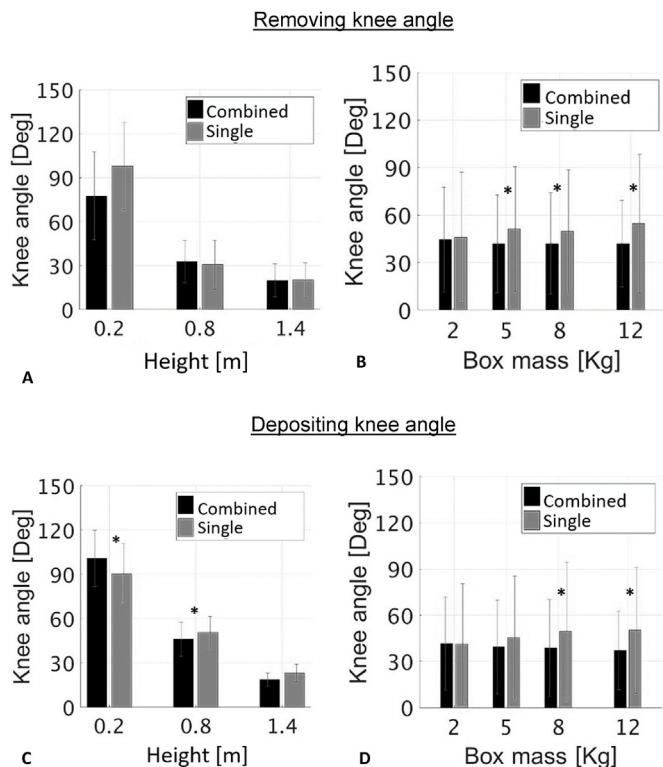 Removing knee angle
150
120
90
60
30
0
Knee angle [Deg]
Combined
Single
0.2 0.8 1.4
Height [m]
A
150
120
90
60
30
0
Knee angle [Deg]
Combined
Single
* * *
2 5 8 12
Box mass [Kg]
B
Depositing knee angle
150
120
90
60
30
0
Knee angle [Deg]
Combined
Single
* *
0.2 0.8 1.4
Height [m]
C
150
120
90
60
30
0
Knee angle [Deg]
Combined
Single
* *
2 5 8 12
Box mass [Kg]
D